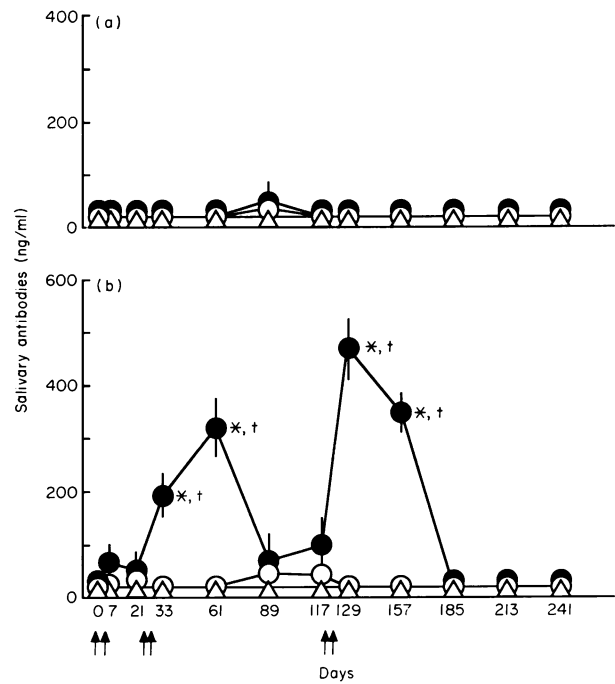 400
(a)
200
0
Salivary antibodies (ng/ml)
600
(b)
*, †
*, †
400
*, †
*, †
200
0
0 7 21 33 61 89 117 129 157 185 213 241
Days